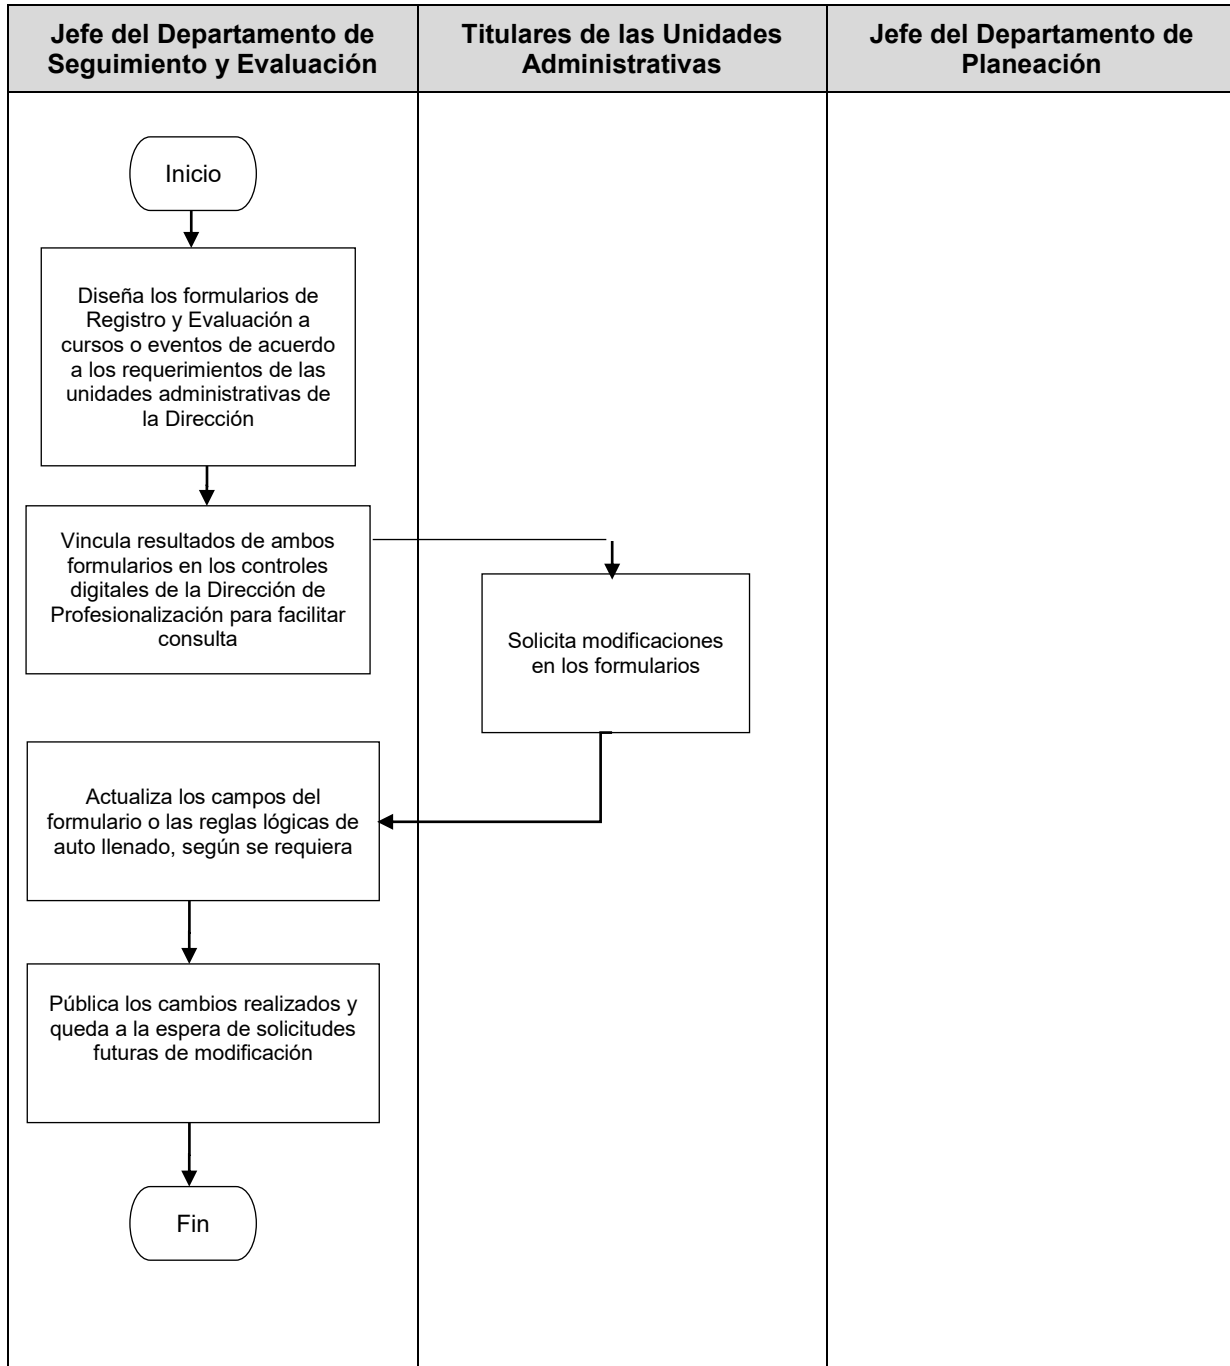 Jefe del Departamento de
Seguimiento y Evaluación
Titulares de las Unidades
Administrativas
Jefe del Departamento de
Planeación
Inicio
Diseña los formularios de
Registro y Evaluación a
cursos o eventos de acuerdo
a los requerimientos de las
unidades administrativas de
la Dirección
Vincula resultados de ambos
formularios en los controles
digitales de la Dirección de
Profesionalización para facilitar
consulta
Solicita modificaciones
en los formularios
Actualiza los campos del
formulario o las reglas lógicas de
auto llenado, según se requiera
Pública los cambios realizados y
queda a la espera de solicitudes
futuras de modificación
Fin